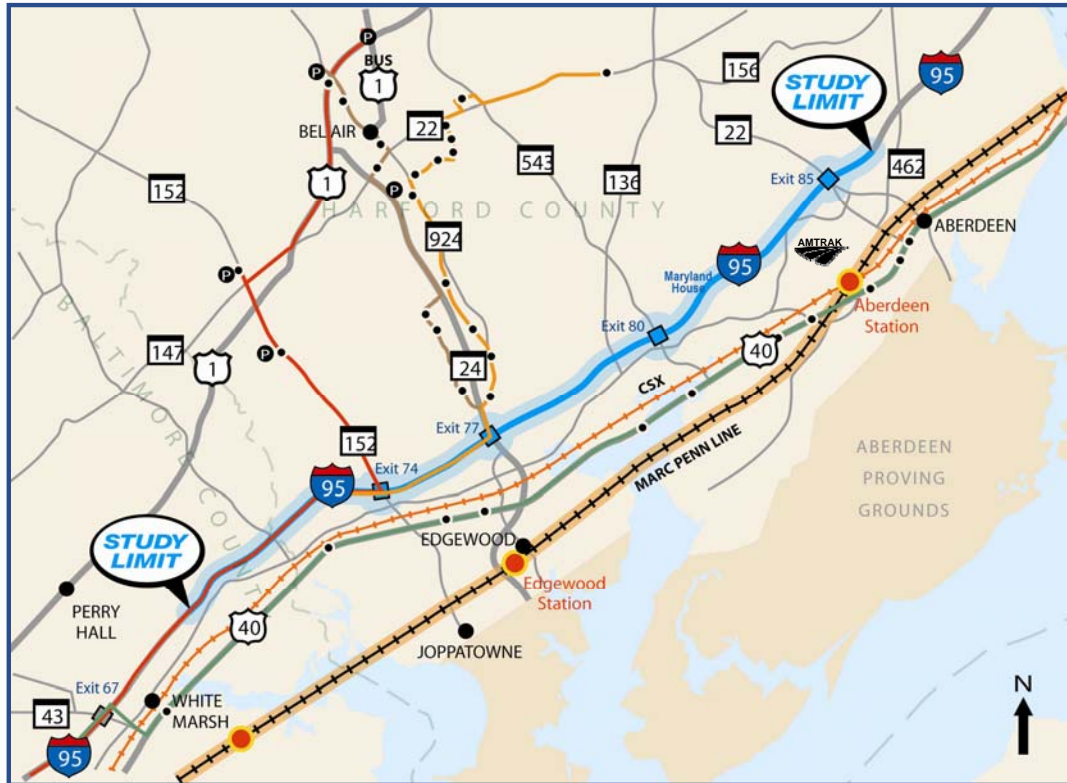 P
BUS
1
P
156
95
STUDY
LIMIT
BEL AIR
22
22
543
462
152
1
P
136
Exit 85
HARFORD COUNTY
ABERDEEN
924
AMTRAK
95
Maryland
House
P
Aberdeen
Station
BALTIMORE
COUNTY
147
1
P
Exit 80
40
24
CSX
152
Exit 77
MARC PENN LINE
ABERDEEN
PROVING
GROUNDS
Exit 74
95
STUDY
LIMIT
EDGEWOOD
Edgewood
Station
PERRY
HALL
40
JOPPATOWNE
Exit 67
WHITE
MARSH
43
95
N